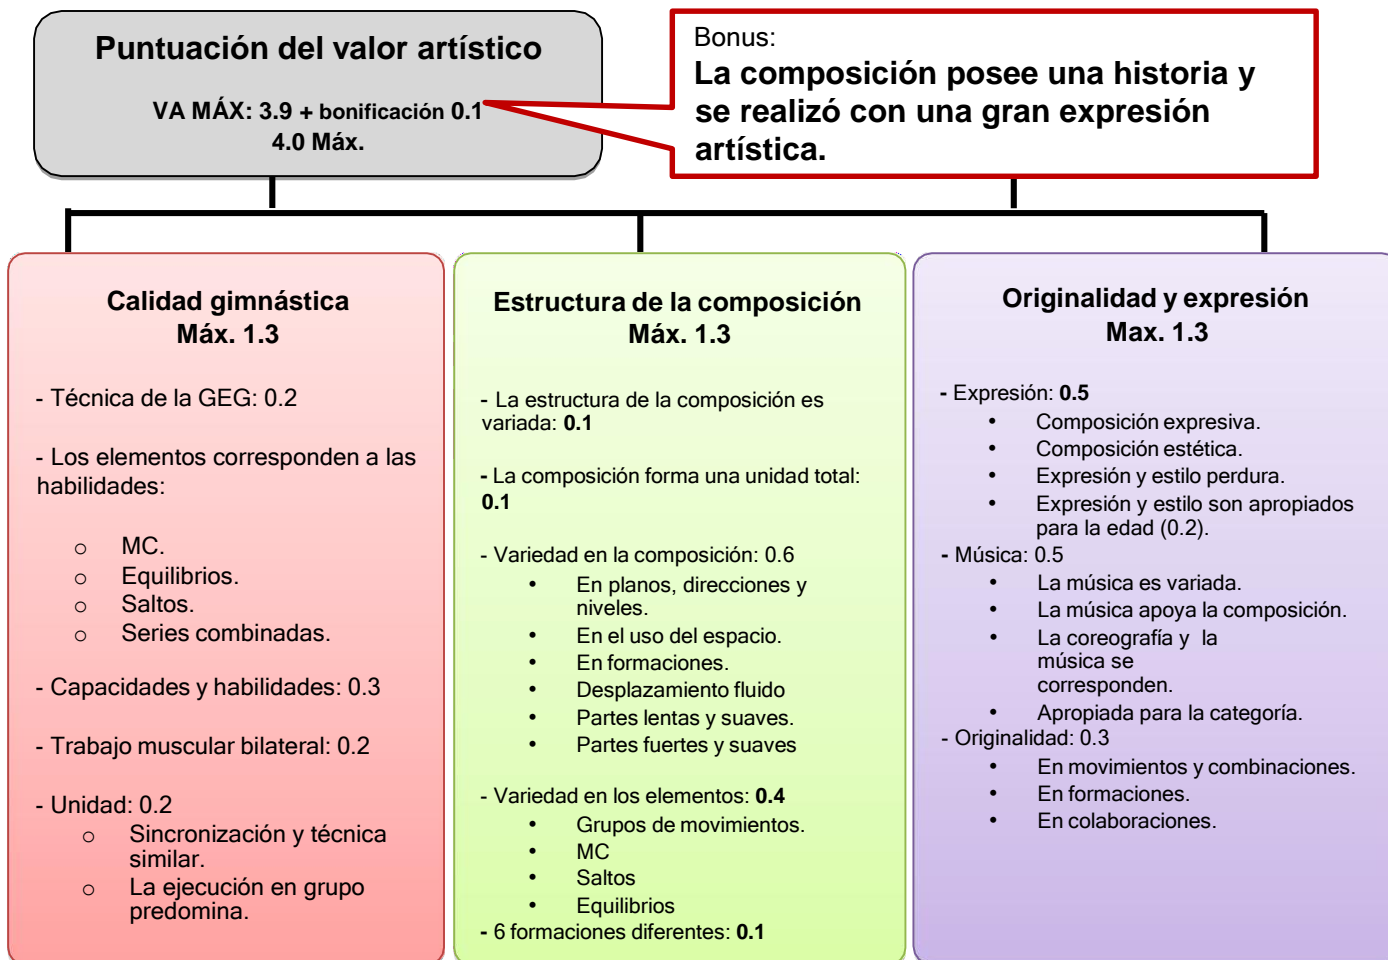 Puntuación del valor artístico
VA MÁX: 3.9 + bonificación 0.1
4.0 Máx.
Bonus:
La composición posee una historia y
se realizó con una gran expresión
artística.
Calidad gimnástica
Máx. 1.3
- Técnica de la GEG: 0.2
- Los elementos corresponden a las
habilidades:
o MC.
o Equilibrios.
o Saltos.
o Series combinadas.
- Capacidades y habilidades: 0.3
- Trabajo muscular bilateral: 0.2
- Unidad: 0.2
o Sincronización y técnica
similar.
o La ejecución en grupo
predomina.
Estructura de la composición
Máx. 1.3
- La estructura de la composición es
variada: 0.1
- La composición forma una unidad total:
0.1
- Variedad en la composición: 0.6
• En planos, direcciones y
niveles.
• En el uso del espacio.
• En formaciones.
• Desplazamiento fluido
• Partes lentas y suaves.
• Partes fuertes y suaves
- Variedad en los elementos: 0.4
• Grupos de movimientos.
• MC
• Saltos
• Equilibrios
- 6 formaciones diferentes: 0.1
Originalidad y expresión
Max. 1.3
- Expresión: 0.5
• Composición expresiva.
• Composición estética.
• Expresión y estilo perdura.
• Expresión y estilo son apropiados
para la edad (0.2).
- Música: 0.5
• La música es variada.
• La música apoya la composición.
• La coreografía y la
música se
corresponden.
• Apropiada para la categoría.
- Originalidad: 0.3
• En movimientos y combinaciones.
• En formaciones.
• En colaboraciones.